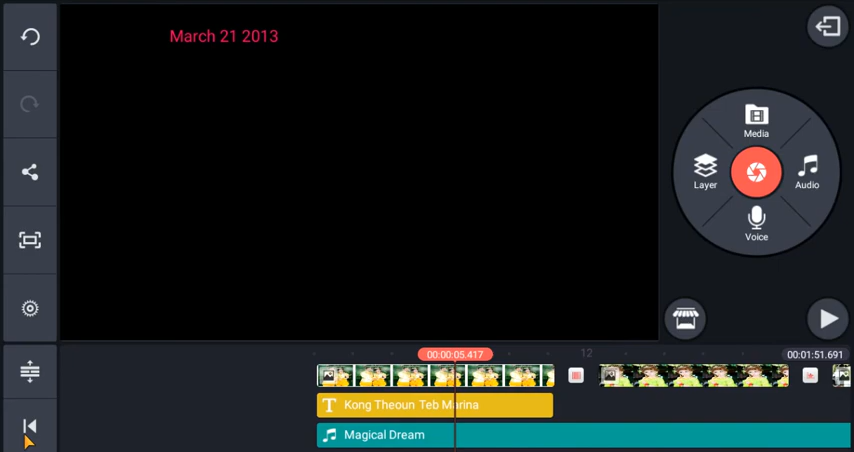 March 21 2013
Media
Layer
Audio
Voice
00:00:05.417
12
00:01:51.691
Kong Theoun Teb Marina
Magical Dream